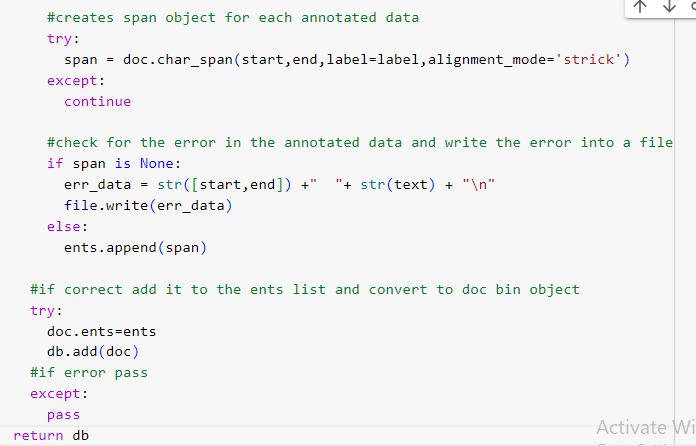 #creates span object for each annotated data
try:
span = doc.char_span(start,end,label=label,alignment_mode='strick')
except:
continue
#check for the error in the annotated data and write the error into a file
if span is None:
err_data = str([start,end]) +"  "+ str(text) + "\n"
file.write(err_data)
else:
ents.append(span)
#if correct add it to the ents list and convert to doc bin object
try:
doc.ents=ents
db.add(doc)
#if error pass
except:
pass
return db
Activate Wi